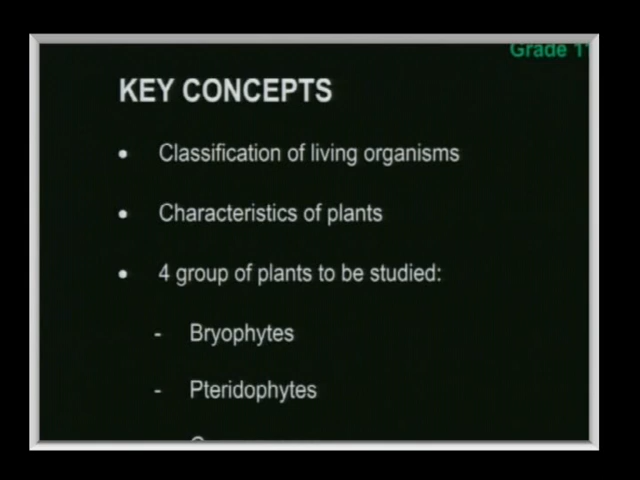 Grade 11
KEY CONCEPTS
• Classification of living organisms
• Characteristics of plants
• 4 group of plants to be studied:
- Bryophytes
- Pteridophytes